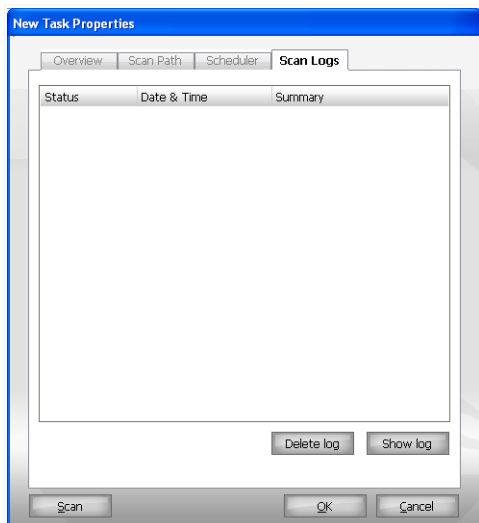 New Task Properties
Overview Scan Path Scheduler Scan Logs
Status Date & Time Summary
Delete log Show log
Scan OK Cancel